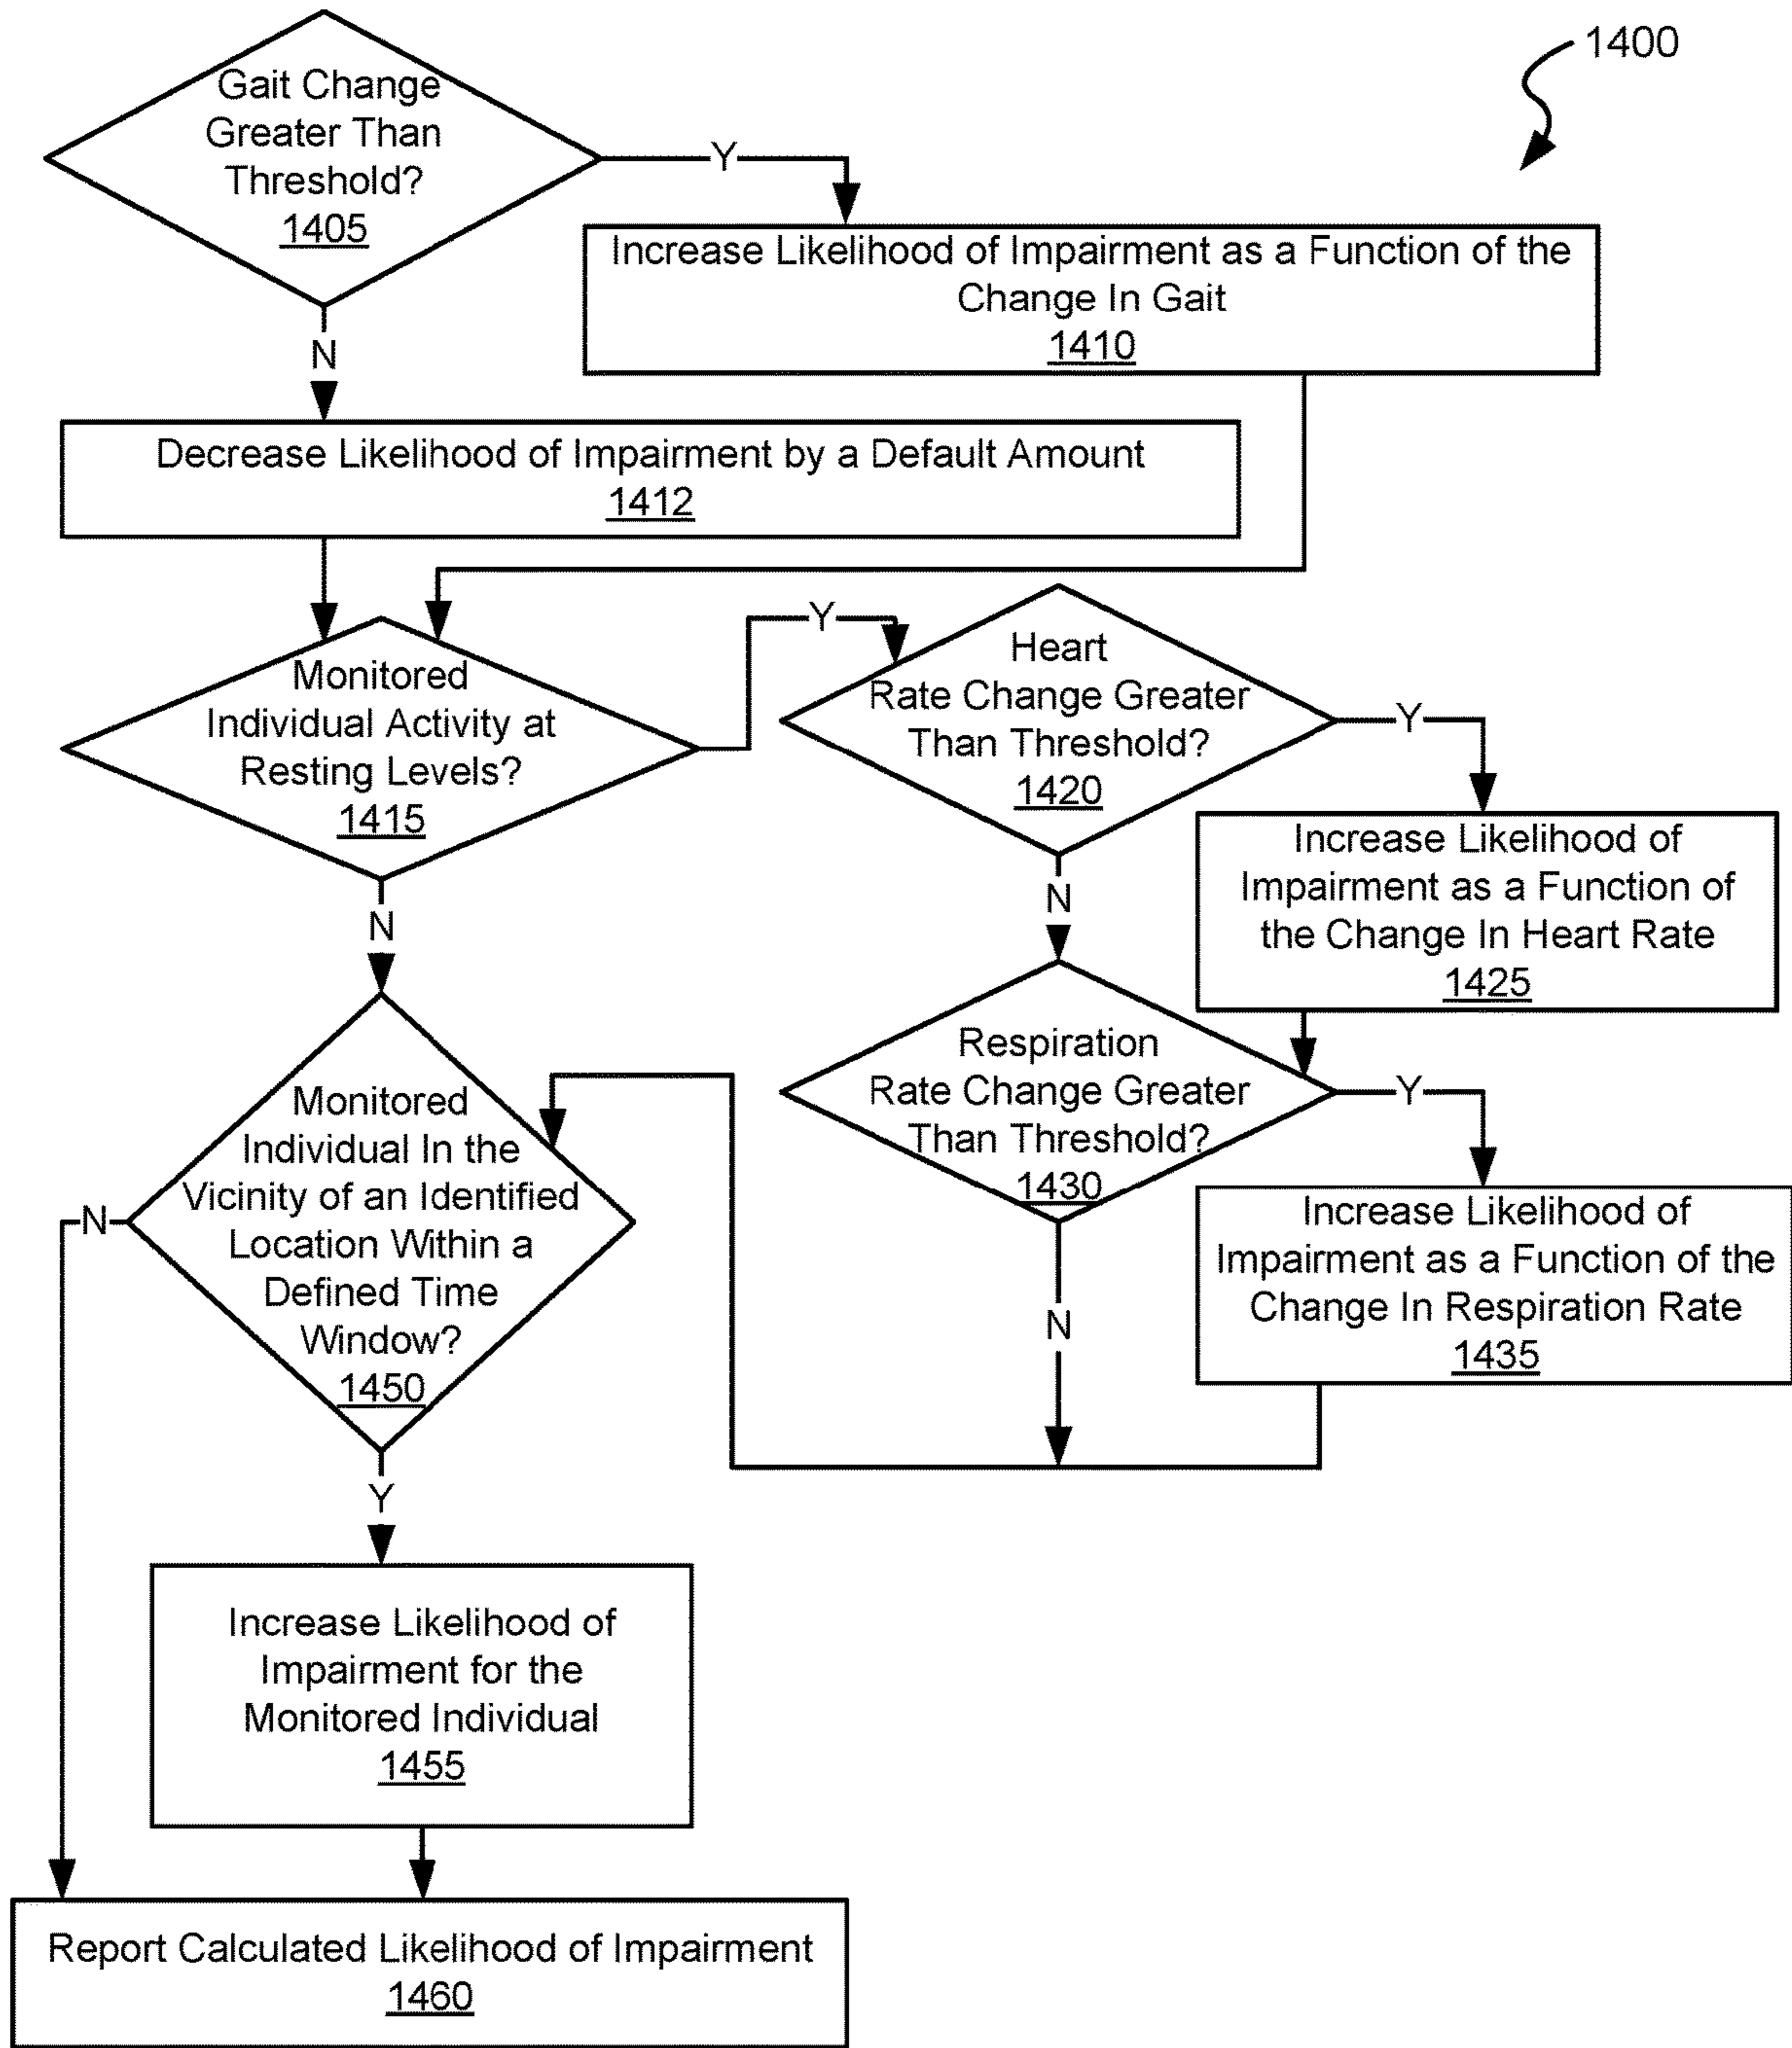 1400
Gait Change
Greater Than
Threshold?
1405
Y
Increase Likelihood of Impairment as a Function of the
Change In Gait
1410
N
Decrease Likelihood of Impairment by a Default Amount
1412
Monitored
Individual Activity at
Resting Levels?
1415
Y
Heart
Rate Change Greater
Than Threshold?
1420
Y
Increase Likelihood of
Impairment as a Function of
the Change In Heart Rate
1425
N
N
Respiration
Rate Change Greater
Than Threshold?
1430
Y
Increase Likelihood of
Impairment as a Function of the
Change In Respiration Rate
1435
N
Monitored
Individual In the
Vicinity of an Identified
Location Within a
Defined Time
Window?
1450
N
Y
Increase Likelihood of
Impairment for the
Monitored Individual
1455
Report Calculated Likelihood of Impairment
1460